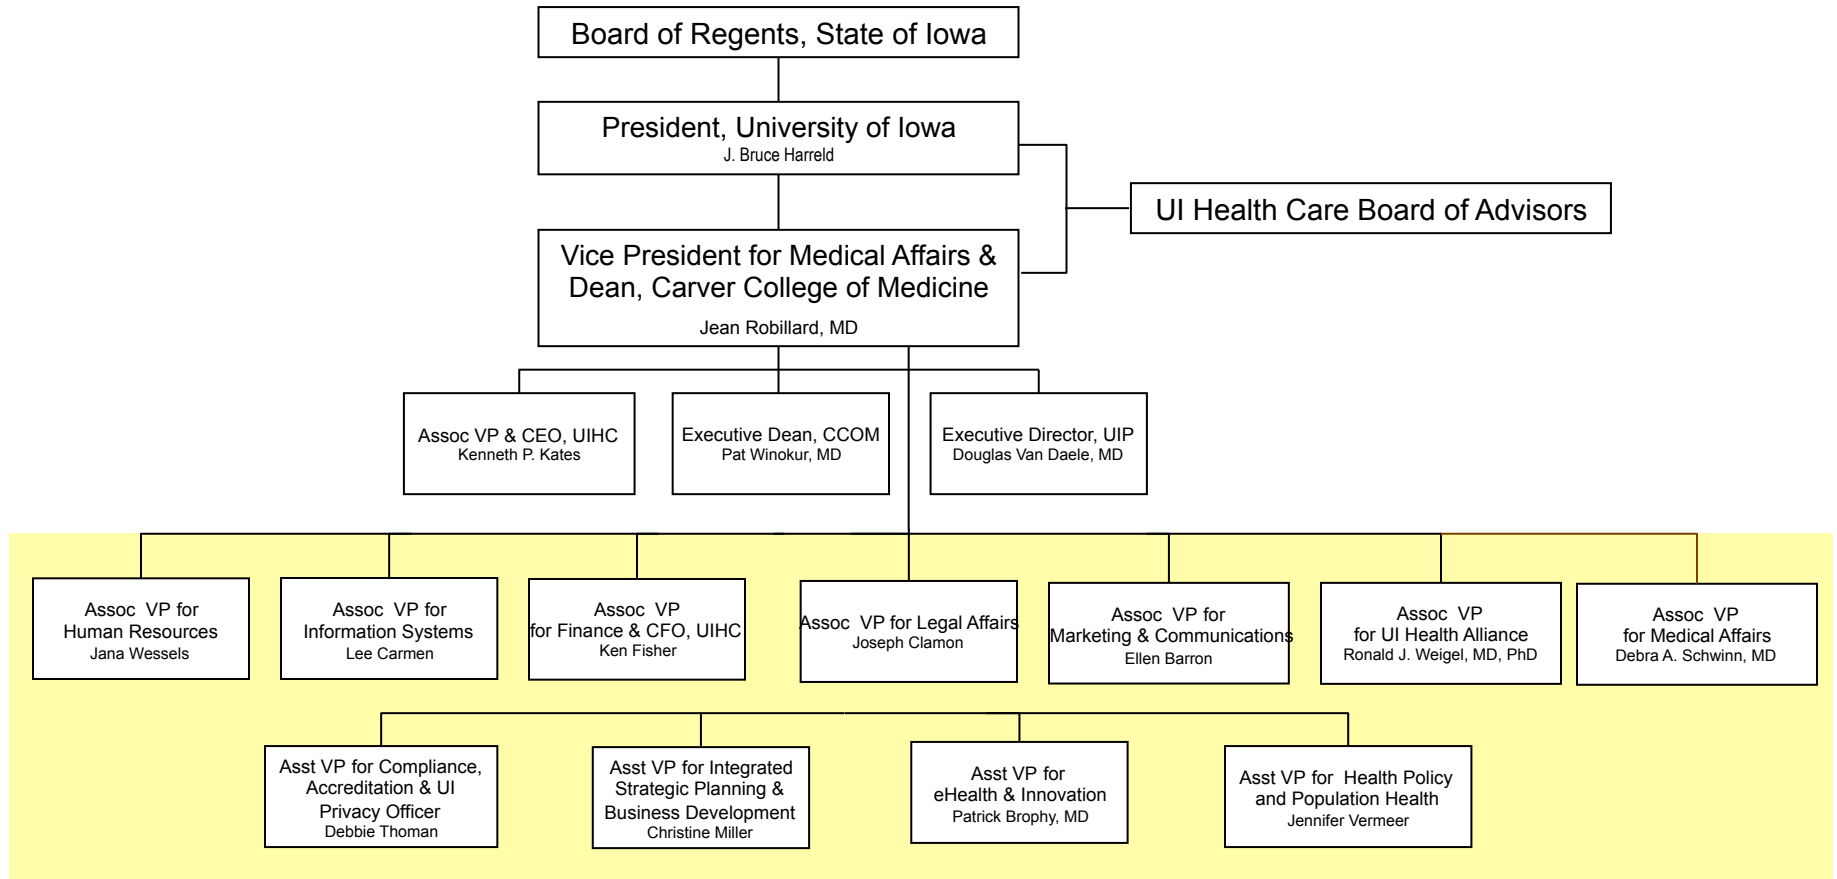 Board of Regents, State of Iowa
President, University of Iowa
J. Bruce Harreld
UI Health Care Board of Advisors
Vice President for Medical Affairs &
Dean, Carver College of Medicine
Jean Robillard, MD
Assoc VP & CEO, UIHC
Kenneth P. Kates
Executive Dean, CCOM
Pat Winokur, MD
Executive Director, UIP
Douglas Van Daele, MD
Assoc VP for
Human Resources
Jana Wessels
Assoc VP for
Information Systems
Lee Carmen
Assoc VP
for Finance & CFO, UIHC
Ken Fisher
Assoc VP for Legal Affairs
Joseph Clamon
Assoc VP for
Marketing & Communications
Ellen Barron
Assoc VP
for UI Health Alliance
Ronald J. Weigel, MD, PhD
Assoc VP
for Medical Affairs
Debra A. Schwinn, MD
Asst VP for Compliance,
Accreditation & UI
Privacy Officer
Debbie Thoman
Asst VP for Integrated
Strategic Planning &
Business Development
Christine Miller
Asst VP for
eHealth & Innovation
Patrick Brophy, MD
Asst VP for Health Policy
and Population Health
Jennifer Vermeer